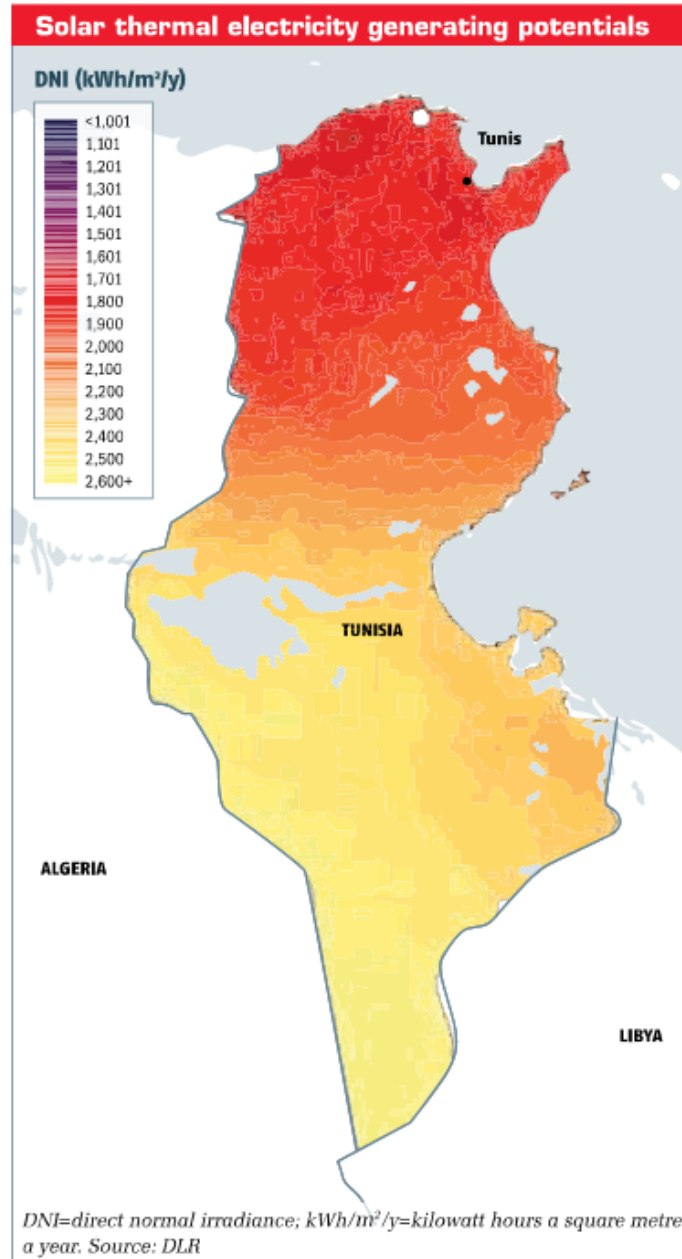 Solar thermal electricity generating potentials
DNI (kWh/m²/y)
<1,001
1,101
1,201
1,301
1,401
1,501
1,601
1,701
1,800
1,900
2,000
2,100
2,200
2,300
2,400
2,500
2,600+
Tunis
TUNISIA
ALGERIA
LIBYA
DNI=direct normal irradiance; kWh/m²/y=kilowatt hours a square metre
a year. Source: DLR